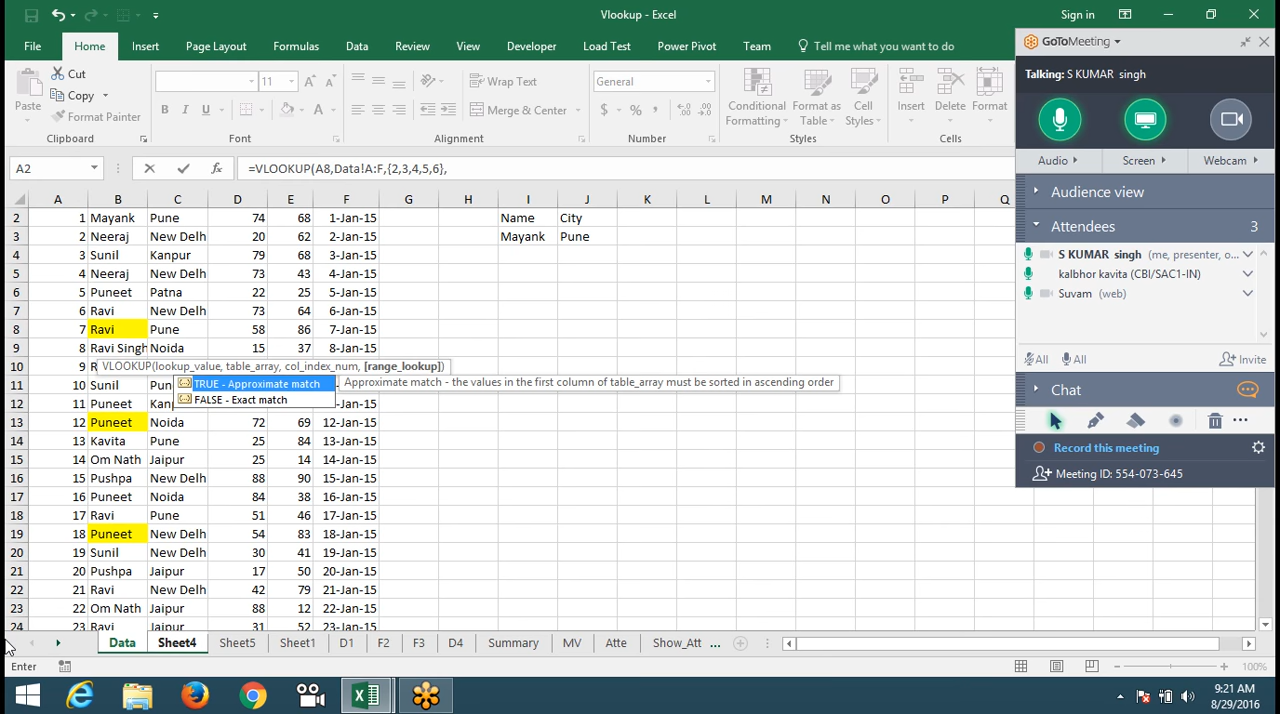 Vlookup - Excel
Sign in
File Home Insert Page Layout Formulas Data Review View Developer Load Test Power Pivot Team Tell me what you want to do
Paste
Cut
Copy
Format Painter
Clipboard
11
Font
Wrap Text
Merge & Center
Alignment
General
Number
Conditional Formatting
Format as Table
Cell Styles
Styles
Insert Delete Format
Cells
A2
=VLOOKUP(A8,Data!A:F,{2,3,4,5,6},
A B C D E F G H I J K L M N O P Q
2 1 Mayank Pune 74 68 1-Jan-15 Name City
3 2 Neeraj New Delh 20 62 2-Jan-15 Mayank Pune
4 3 Sunil Kanpur 79 68 3-Jan-15
5 4 Neeraj New Delh 73 43 4-Jan-15
6 5 Puneet Patna 22 25 5-Jan-15
7 6 Ravi New Delh 73 64 6-Jan-15
8 7 Ravi Pune 58 86 7-Jan-15
9 8 Ravi Singh Noida 15 37 8-Jan-15
10 9 R
VLOOKUP(lookup_value, table_array, col_index_num, [range_lookup])
TRUE - Approximate match
FALSE - Exact match
Approximate match - the values in the first column of table_array must be sorted in ascending order
11 10 Sunil Pun
12 11 Puneet Kanp 12-Jan-15
13 12 Puneet Noida 72 69 12-Jan-15
14 13 Kavita Pune 25 84 13-Jan-15
15 14 Om Nath Jaipur 25 14 14-Jan-15
16 15 Pushpa New Delh 88 90 15-Jan-15
17 16 Puneet Noida 84 38 16-Jan-15
18 17 Ravi Pune 51 46 17-Jan-15
19 18 Puneet New Delh 54 83 18-Jan-15
20 19 Sunil New Delh 30 41 19-Jan-15
21 20 Pushpa Jaipur 17 50 20-Jan-15
22 21 Ravi New Delh 42 79 21-Jan-15
23 22 Om Nath Jaipur 88 12 22-Jan-15
24 23 Ravi Jaipur 31 52 23-Jan-15
Data Sheet4 Sheet5 Sheet1 D1 F2 F3 D4 Summary MV Atte Show_Att ...
Enter
100%
GoToMeeting
Talking: S KUMAR singh
Audio Screen Webcam
Audience view
Attendees 3
S KUMAR singh (me, presenter, o...
kalbhor kavita (CBI/SAC1-IN)
Suvam (web)
All All Invite
Chat
Record this meeting
Meeting ID: 554-073-645
9:21 AM
8/29/2016